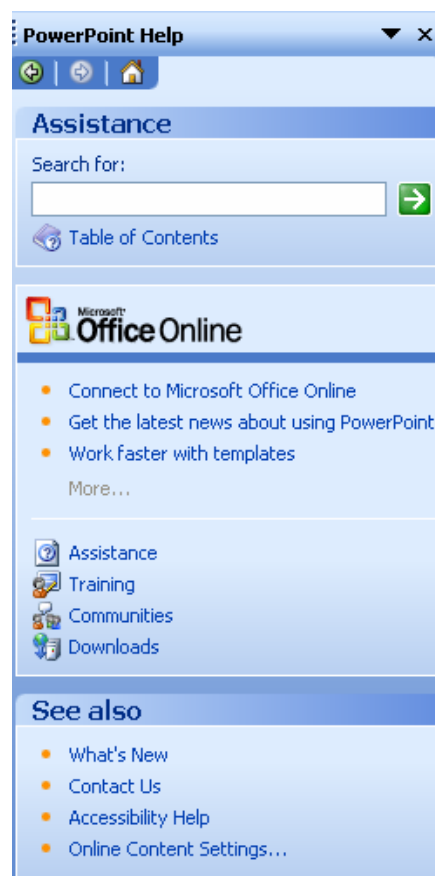 PowerPoint Help
Assistance
Search for:
Table of Contents
Microsoft
Office Online
Connect to Microsoft Office Online
Get the latest news about using PowerPoint
Work faster with templates
More...
Assistance
Training
Communities
Downloads
See also
What's New
Contact Us
Accessibility Help
Online Content Settings...